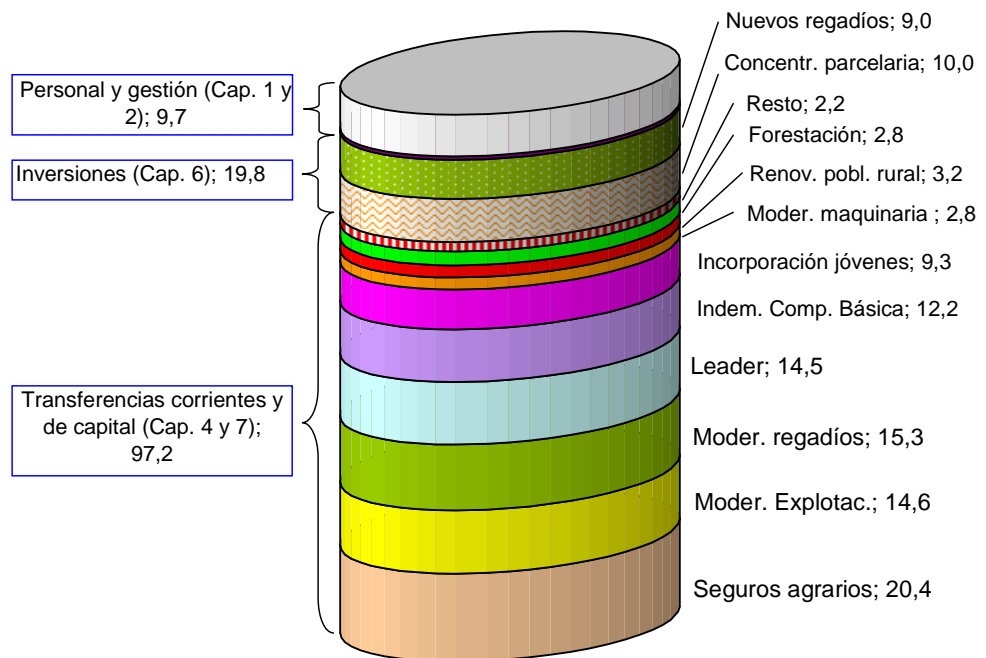 Personal y gestión (Cap. 1 y
2); 9,7
Inversiones (Cap. 6); 19,8
Transferencias corrientes y
de capital (Cap. 4 y 7);
97,2
Nuevos regadíos; 9,0
Concentr. parcelaria; 10,0
Resto; 2,2
Forestación; 2,8
Renov. pobl. rural; 3,2
Moder. maquinaria ; 2,8
Incorporación jóvenes; 9,3
Indem. Comp. Básica; 12,2
Leader; 14,5
Moder. regadíos; 15,3
Moder. Explotac.; 14,6
Seguros agrarios; 20,4